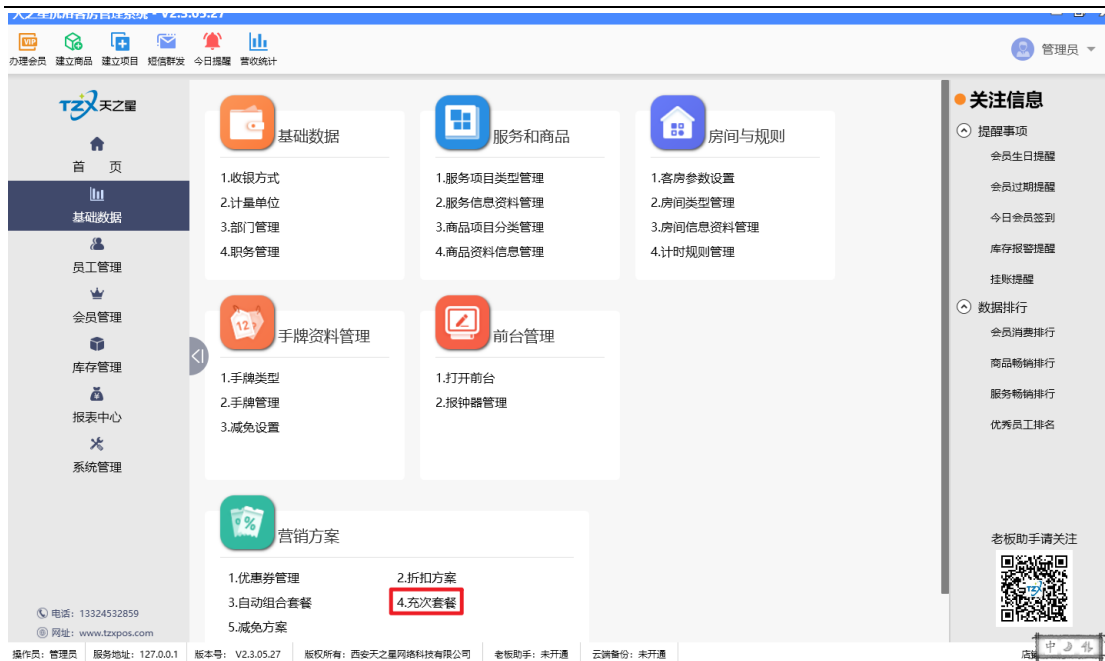 天之星沐浴客房管理系统 - V2.3.05.27
办理会员 建立商品 建立项目 短信群发 今日提醒 营收统计
管理员
TZX天之星
首 页
基础数据
员工管理
会员管理
库存管理
报表中心
系统管理
电话：13324532859
网址：www.tzxpos.com
基础数据
1.收银方式
2.计量单位
3.部门管理
4.职务管理
服务和商品
1.服务项目类型管理
2.服务信息资料管理
3.商品项目分类管理
4.商品资料信息管理
房间与规则
1.客房参数设置
2.房间类型管理
3.房间信息资料管理
4.计时规则管理
手牌资料管理
1.手牌类型
2.手牌管理
3.减免设置
前台管理
1.打开前台
2.报钟器管理
营销方案
1.优惠券管理 2.折扣方案
3.自动组合套餐 4.充次套餐
5.减免方案
关注信息
提醒事项
会员生日提醒
会员过期提醒
今日会员签到
库存报警提醒
挂账提醒
数据排行
会员消费排行
商品畅销排行
服务畅销排行
优秀员工排名
老板助手请关注
操作员：管理员 服务地址：127.0.0.1 版本号：V2.3.05.27 版权所有：西安天之星网络科技有限公司 老板助手：未开通 云端备份：未开通